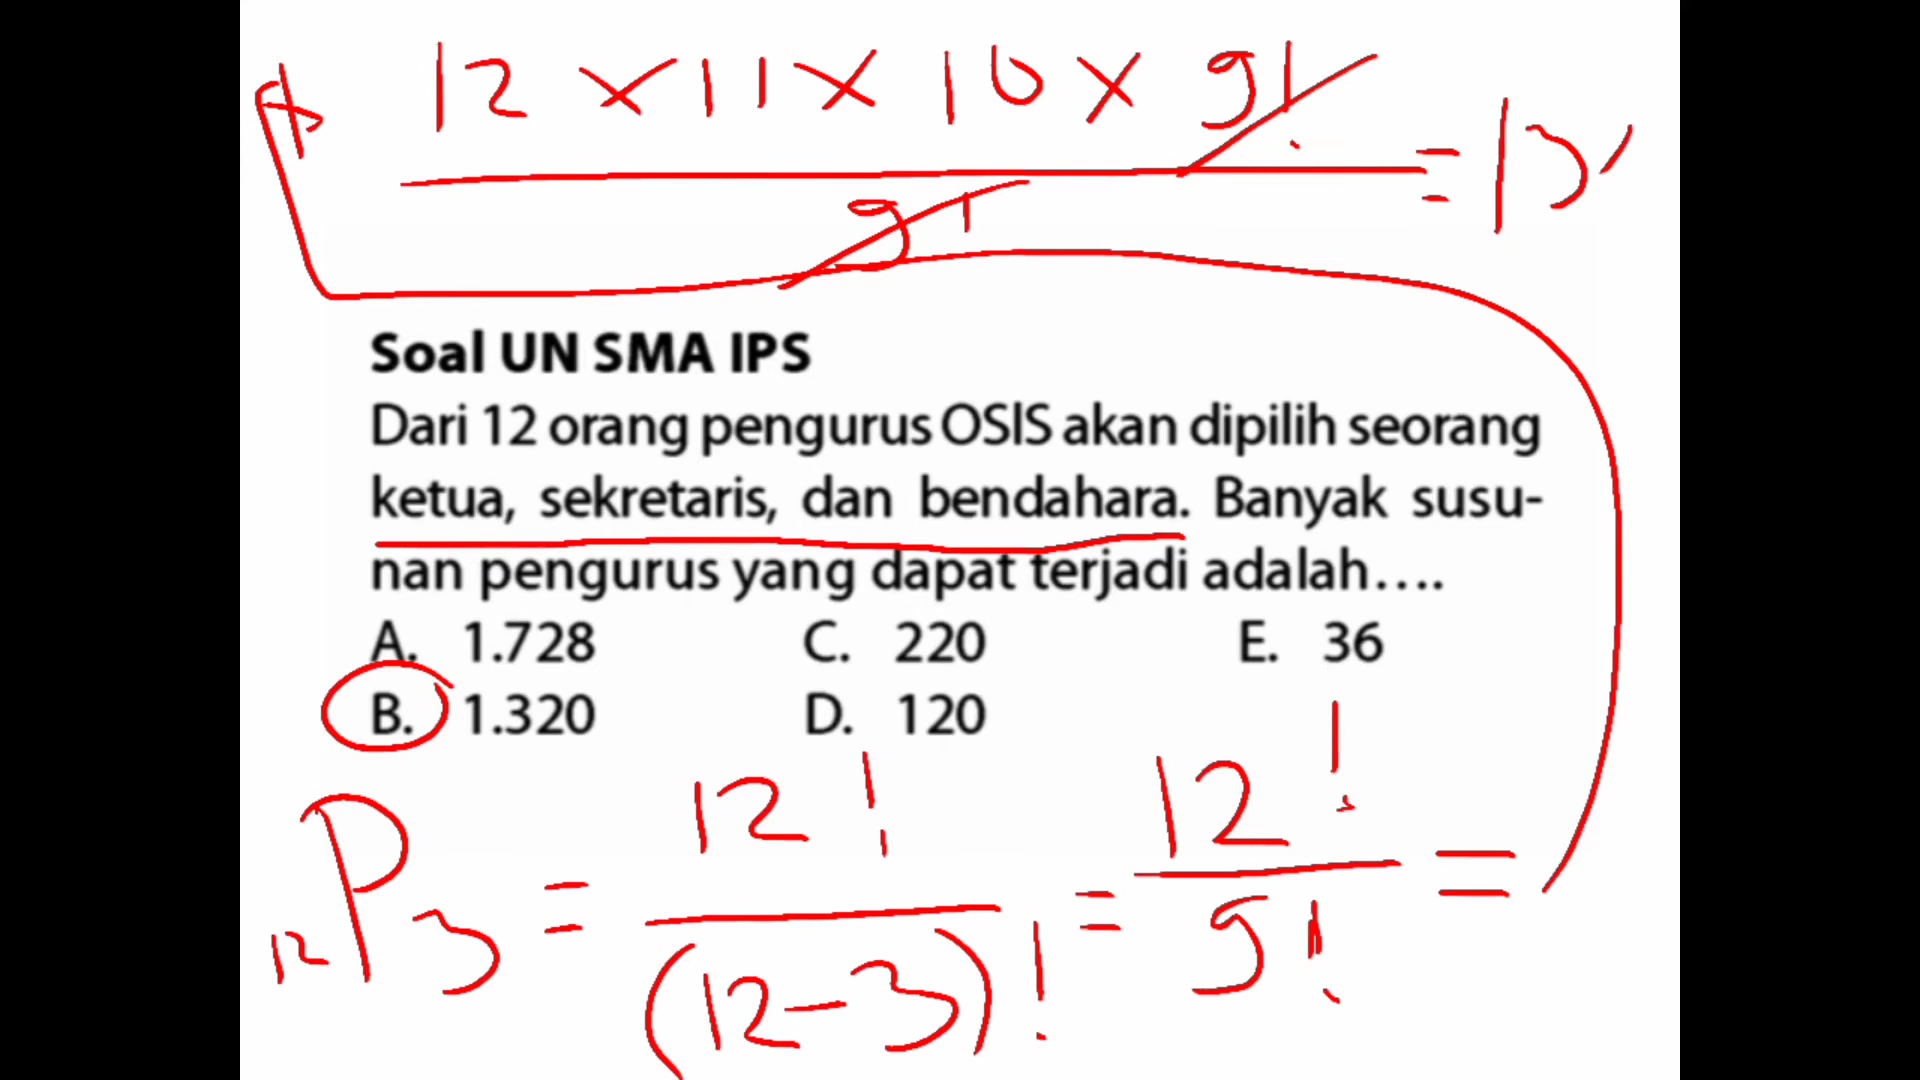 12 × 11 × 10 × 9!
9!
=
Soal UN SMA IPS
Dari 12 orang pengurus OSIS akan dipilih seorang
ketua, sekretaris, dan bendahara. Banyak susu-
nan pengurus yang dapat terjadi adalah....
A. 1.728 C. 220 E. 36
B. 1.320 D. 120
12P3 = 12! / (12-3)! = 12! / 9! =